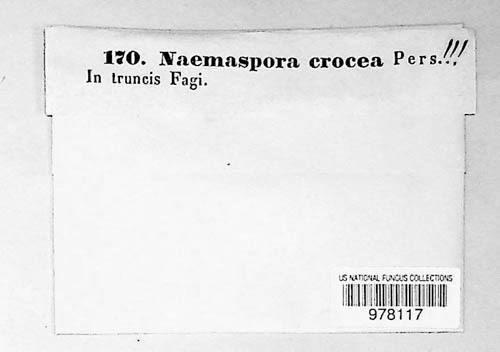 170. Naemaspora crocea Pers.!!!
In truncis Fagi.
US NATIONAL FUNGUS COLLECTIONS
978117